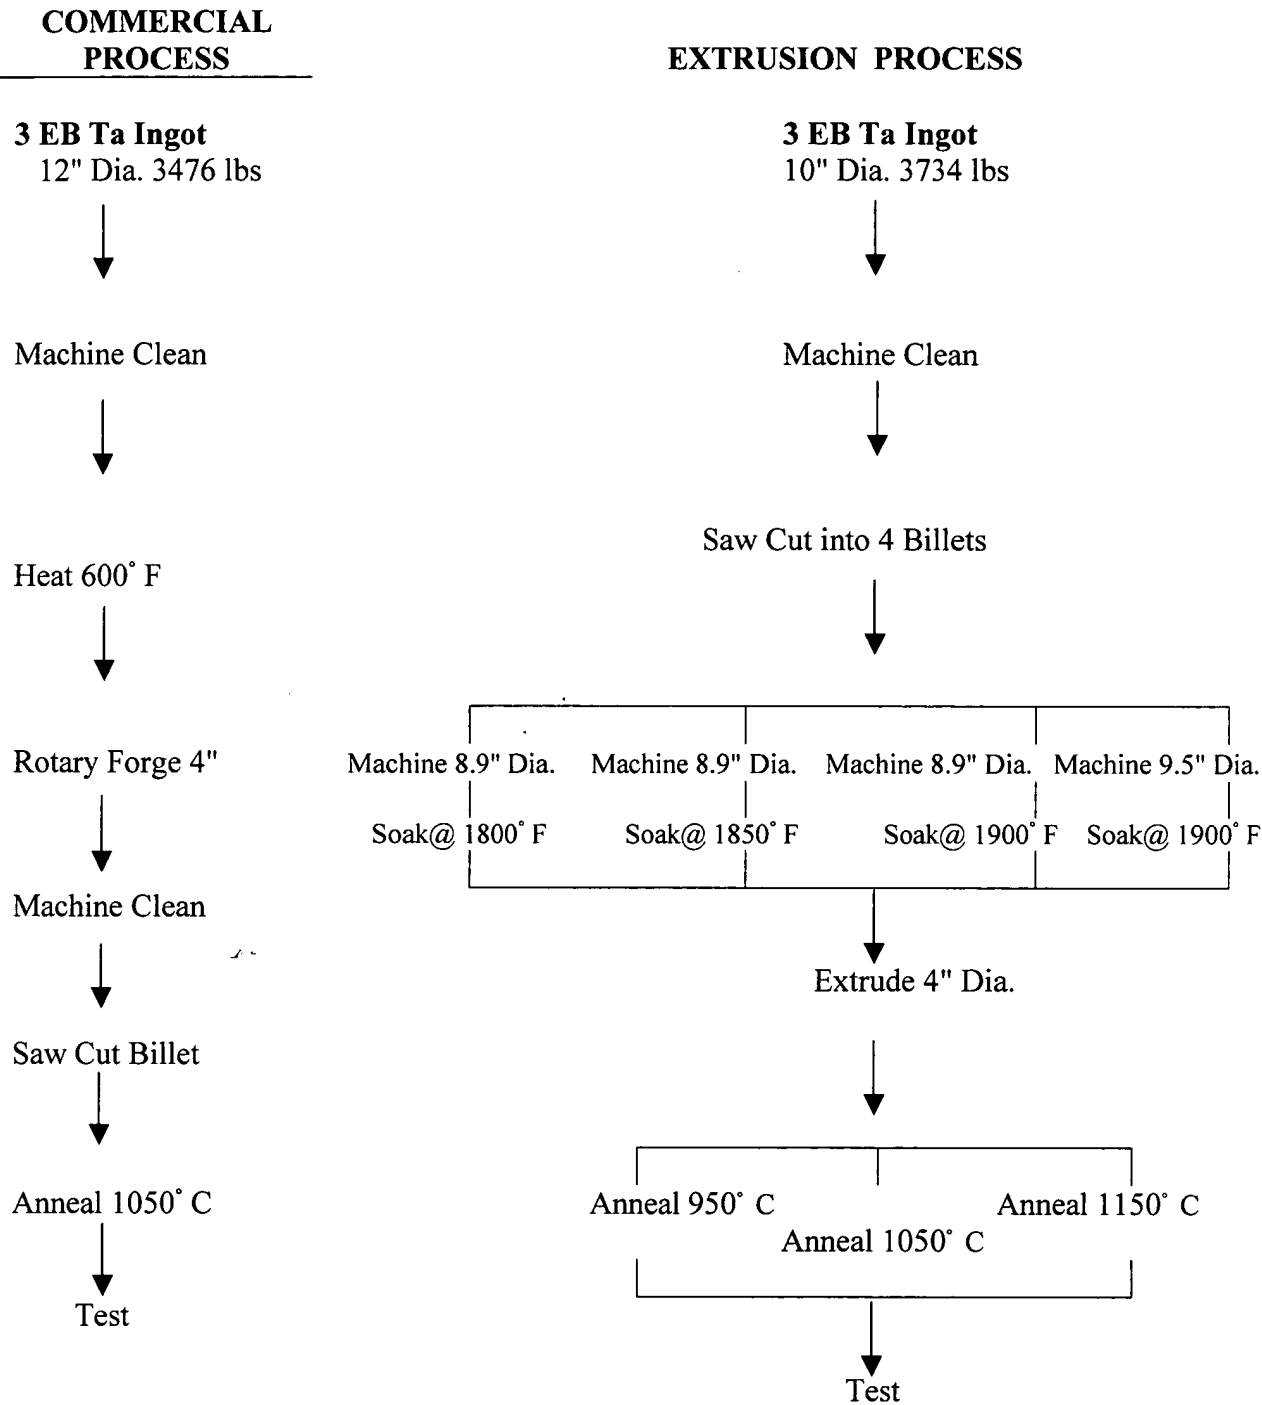 COMMERCIAL
PROCESS
3 EB Ta Ingot
12" Dia. 3476 lbs
Machine Clean
Heat 600° F
Rotary Forge 4"
Machine Clean
Saw Cut Billet
Anneal 1050° C
Test
EXTRUSION PROCESS
3 EB Ta Ingot
10" Dia. 3734 lbs
Machine Clean
Saw Cut into 4 Billets
Machine 8.9" Dia. Machine 8.9" Dia. Machine 8.9" Dia. Machine 9.5" Dia.
Soak@ 1800° F Soak@ 1850° F Soak@ 1900° F Soak@ 1900° F
Extrude 4" Dia.
Anneal 950° C Anneal 1150° C
Anneal 1050° C
Test